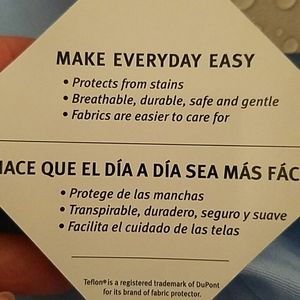 MAKE EVERYDAY EASY
• Protects from stains
• Breathable, durable, safe and gentle
• Fabrics are easier to care for
HACE QUE EL DÍA A DÍA SEA MÁS FÁC
• Protege de las manchas
• Transpirable, duradero, seguro y suave
• Facilita el cuidado de las telas
Teflon® is a registered trademark of DuPont
for its brand of fabric protector.